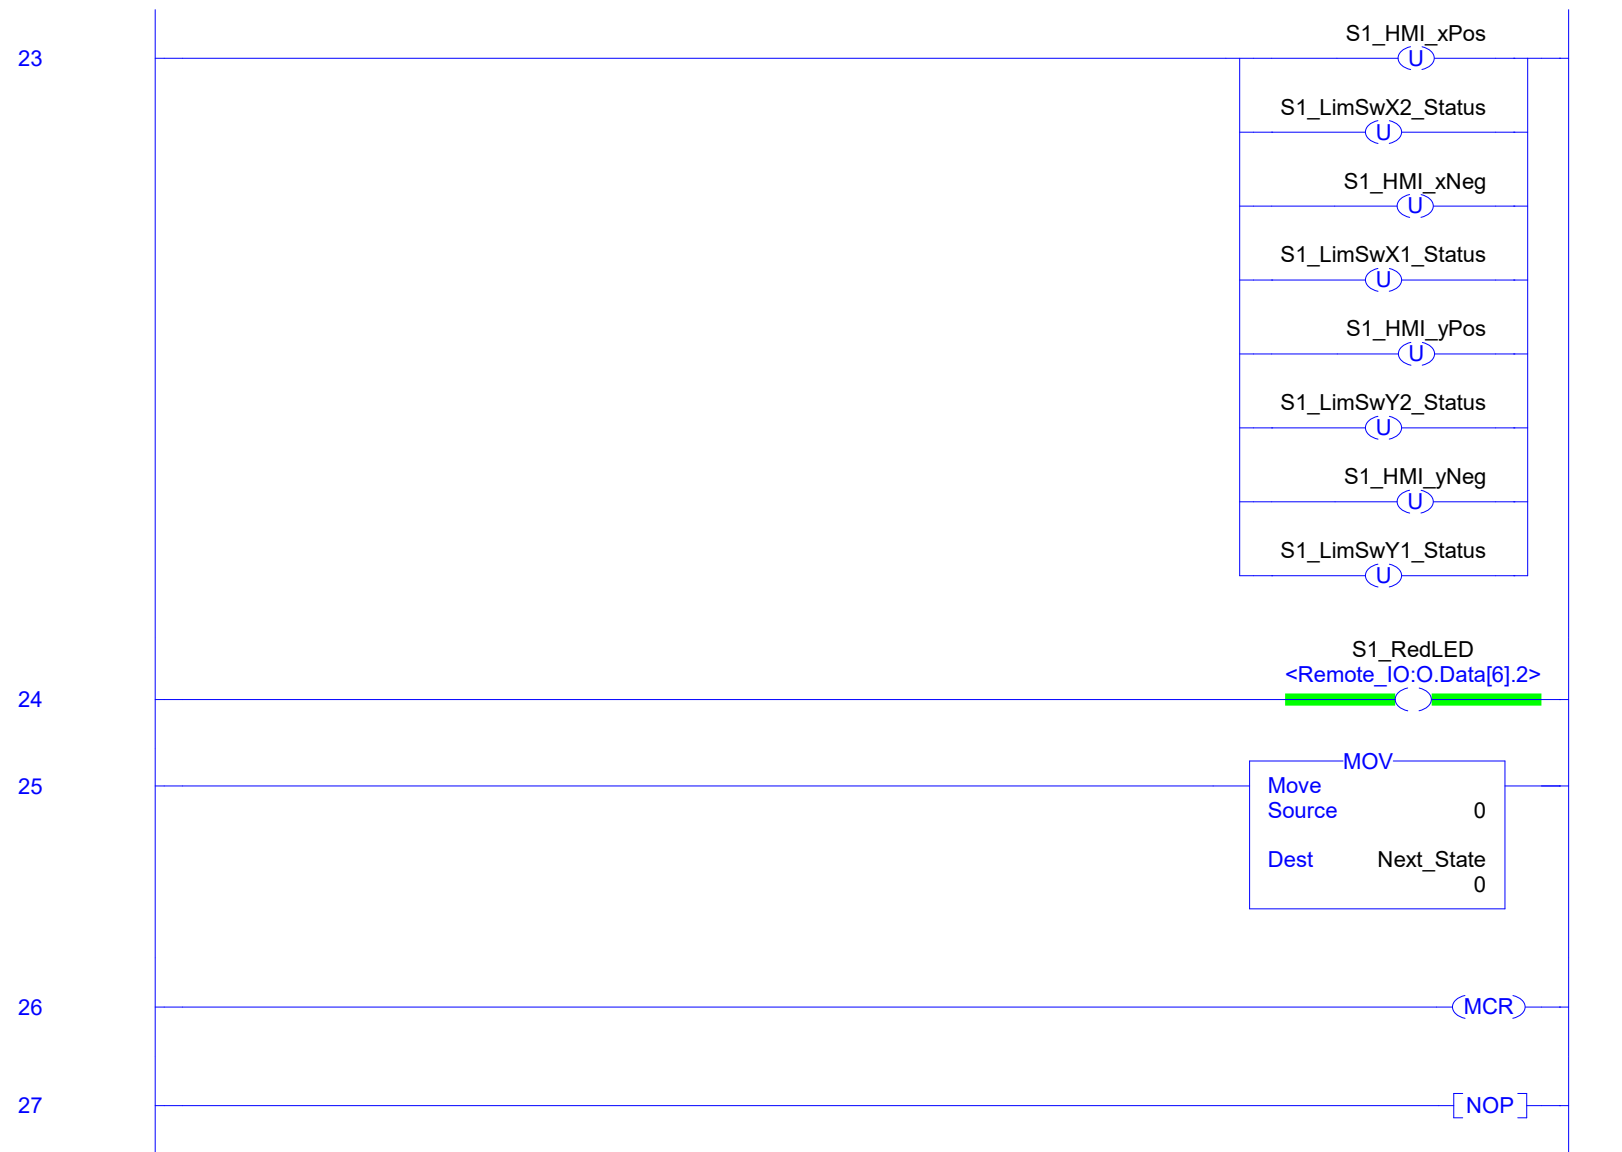 S1_HMI_xPos
23
U
S1_LimSwX2_Status
U
S1_HMI_xNeg
U
S1_LimSwX1_Status
U
S1_HMI_yPos
U
S1_LimSwY2_Status
U
S1_HMI_yNeg
U
S1_LimSwY1_Status
U
S1_RedLED
<Remote_IO:O.Data[6].2>
24
MOV
25
Move
Source 0
Dest Next_State
0
26
MCR
27
NOP